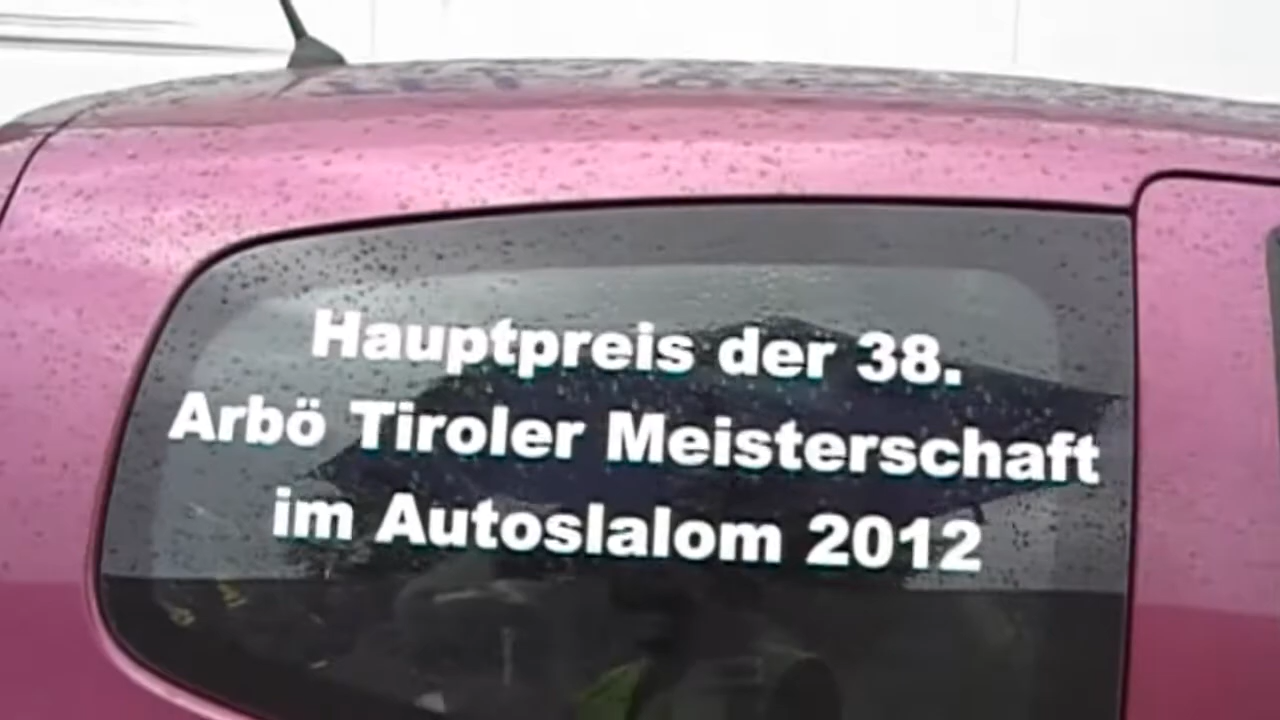 Hauptpreis der 38.
Arbö Tiroler Meisterschaft
im Autoslalom 2012